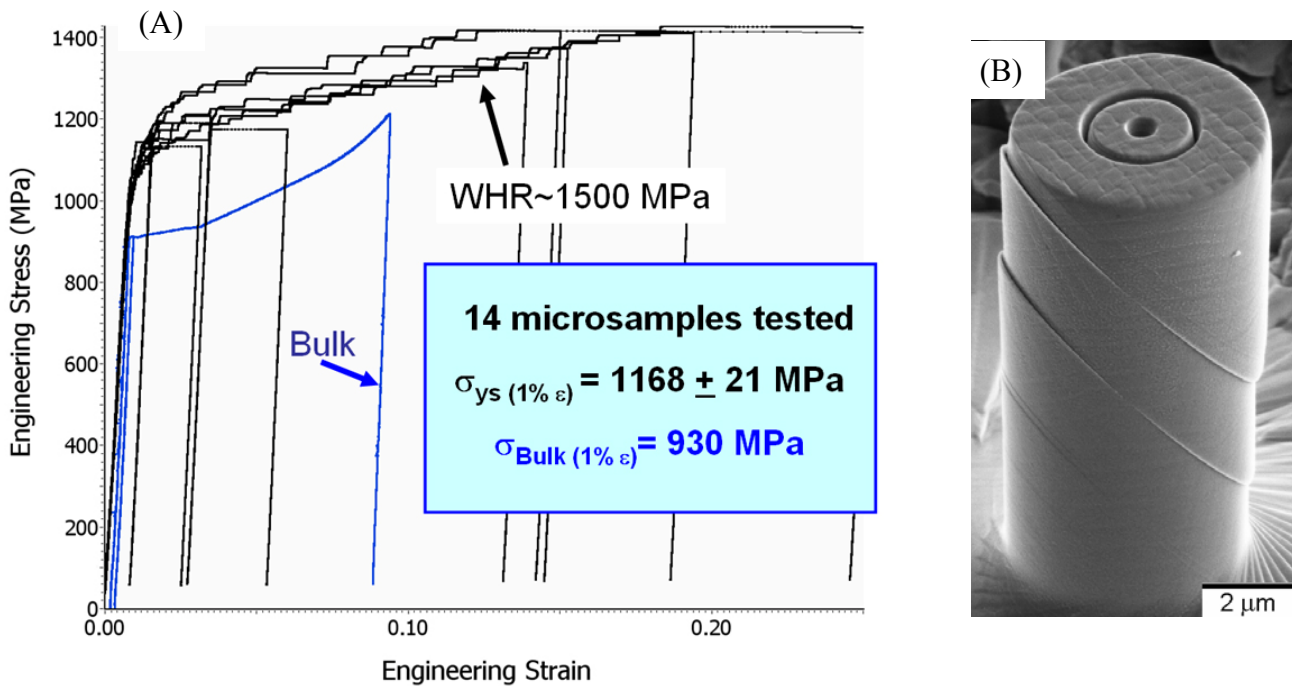 (A)
1400
1200
1000
800
600
400
200
0
Engineering Stress (MPa)
0.00
0.10
0.20
Engineering Strain
WHR~1500 MPa
Bulk
14 microsamples tested
σys (1% ε) = 1168 ± 21 MPa
σBulk (1% ε) = 930 MPa
(B)
2 μm